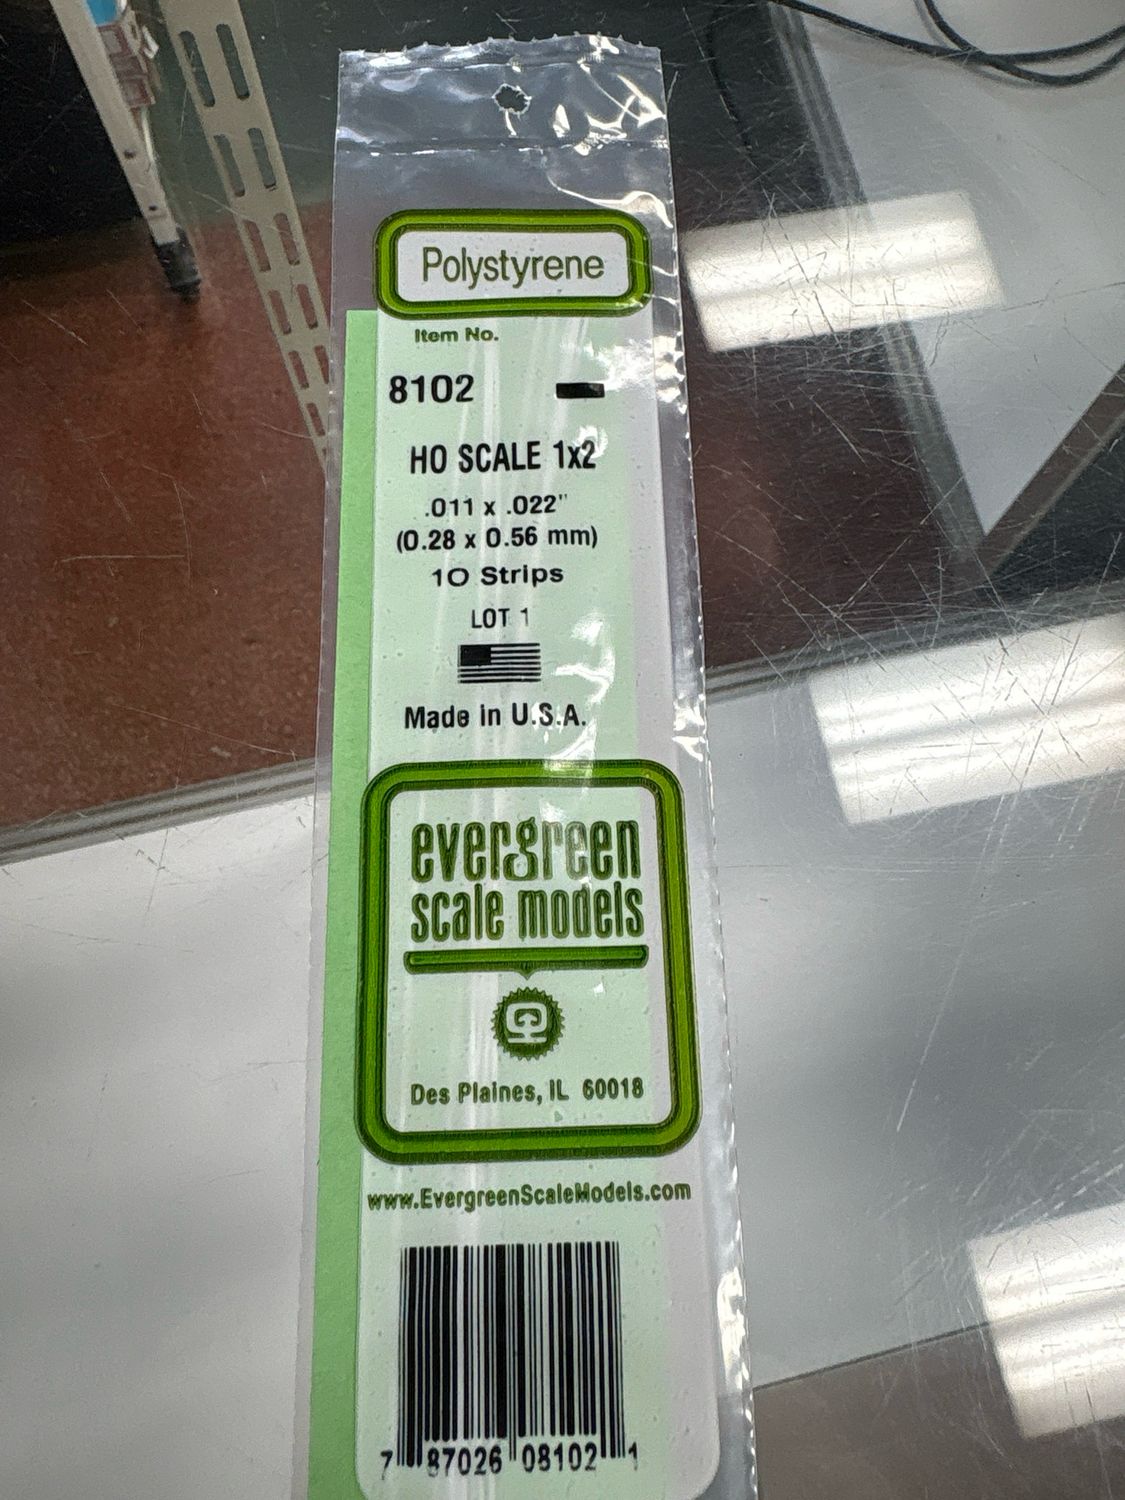 Polystyrene
Item No.
8102
HO SCALE 1x2
.011 x .022"
(0.28 x 0.56 mm)
10 Strips
LOT 1
Made in U.S.A.
evergreen
scale models
Des Plaines, IL 60018
www.EvergreenScaleModels.com
7 87026 08102 1